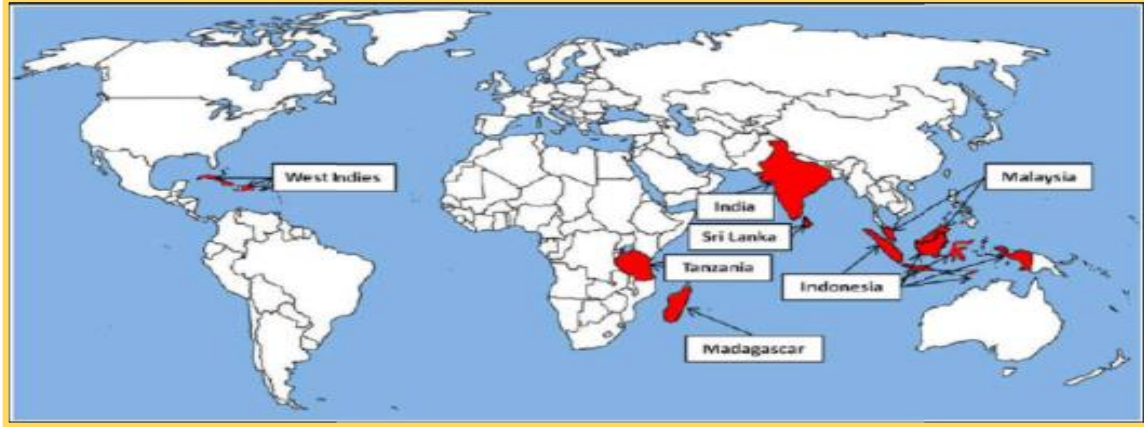 West Indies
Malaysia
India
Sri Lanka
Tanzania
Indonesia
Madagascar